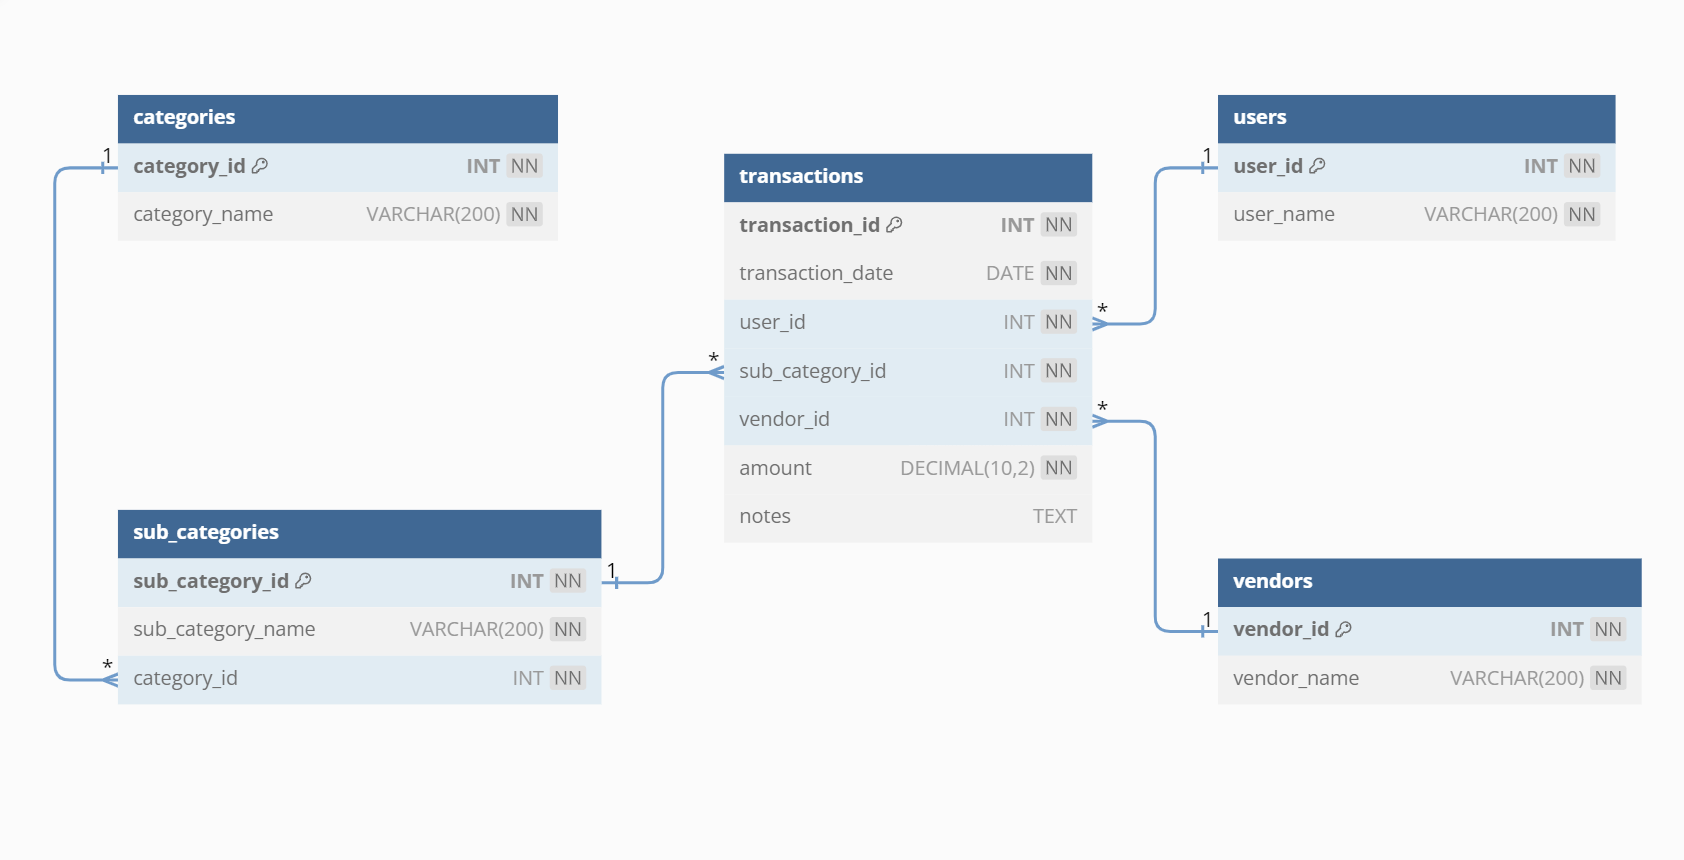 categories
1
category_id INT NN
category_name VARCHAR(200) NN
sub_categories
sub_category_id INT NN
1
sub_category_name VARCHAR(200) NN
*
category_id INT NN
transactions
transaction_id INT NN
transaction_date DATE NN
user_id INT NN
*
*
sub_category_id INT NN
vendor_id INT NN
*
amount DECIMAL(10,2) NN
notes TEXT
users
1
user_id INT NN
user_name VARCHAR(200) NN
vendors
1
vendor_id INT NN
vendor_name VARCHAR(200) NN